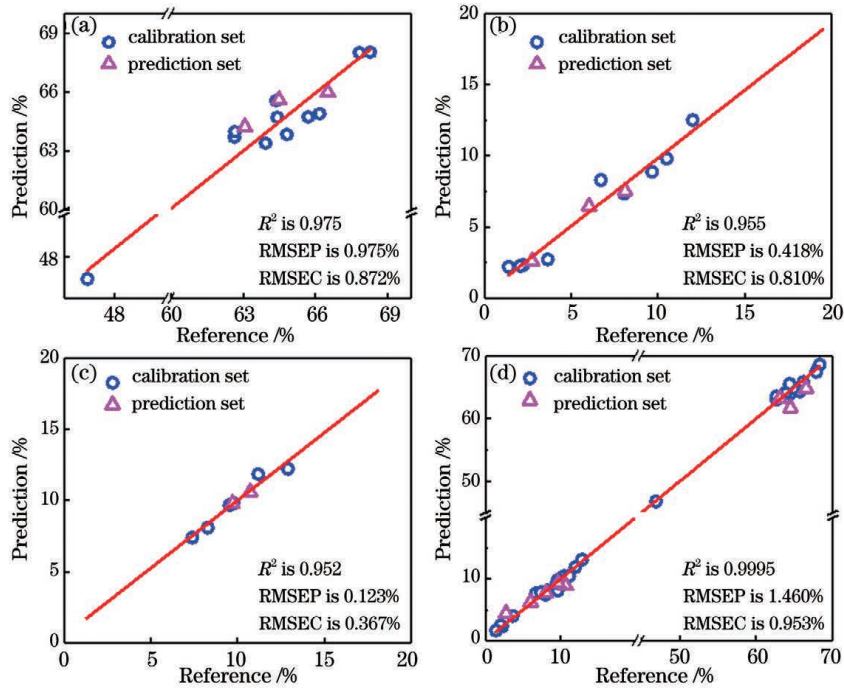 (a)
calibration set
prediction set
R² is 0.975
RMSEP is 0.975%
RMSEC is 0.872%
Prediction /%
69
66
63
60
48
48 60 63 66 69
Reference /%
(b)
calibration set
prediction set
R² is 0.955
RMSEP is 0.418%
RMSEC is 0.810%
Prediction /%
20
15
10
5
0
0 5 10 15 20
Reference /%
(c)
calibration set
prediction set
R² is 0.952
RMSEP is 0.123%
RMSEC is 0.367%
Prediction /%
20
15
10
5
0
0 5 10 15 20
Reference /%
(d)
calibration set
prediction set
R² is 0.9995
RMSEP is 1.460%
RMSEC is 0.953%
Prediction /%
70
60
50
10
0
0 10 50 60 70
Reference /%